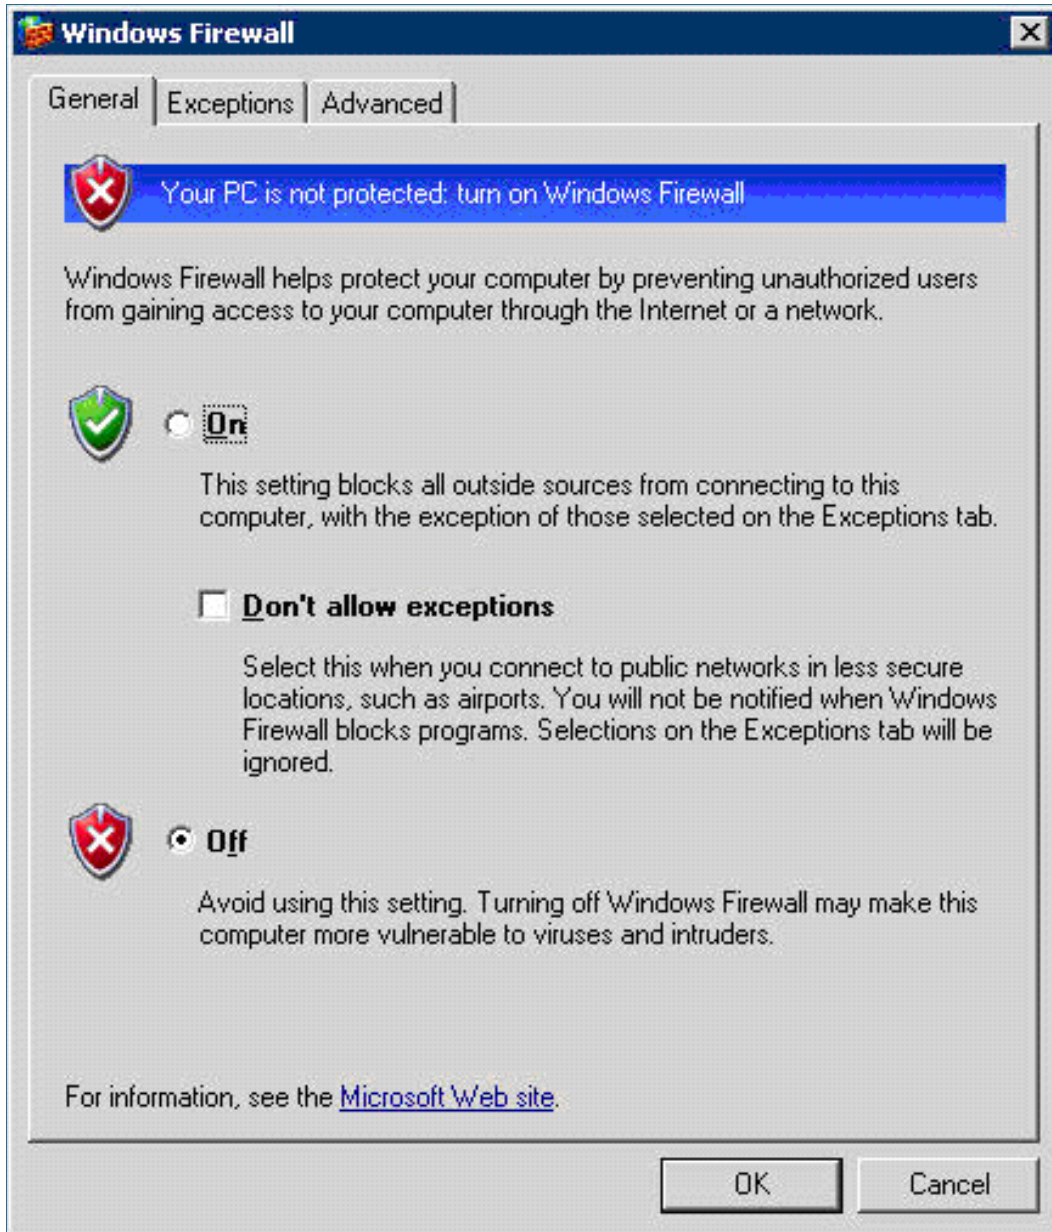 Windows Firewall
General
Exceptions
Advanced
Your PC is not protected: turn on Windows Firewall
Windows Firewall helps protect your computer by preventing unauthorized users
from gaining access to your computer through the Internet or a network.
On
This setting blocks all outside sources from connecting to this
computer, with the exception of those selected on the Exceptions tab.
Don't allow exceptions
Select this when you connect to public networks in less secure
locations, such as airports. You will not be notified when Windows
Firewall blocks programs. Selections on the Exceptions tab will be
ignored.
Off
Avoid using this setting. Turning off Windows Firewall may make this
computer more vulnerable to viruses and intruders.
For information, see the Microsoft Web site.
OK
Cancel